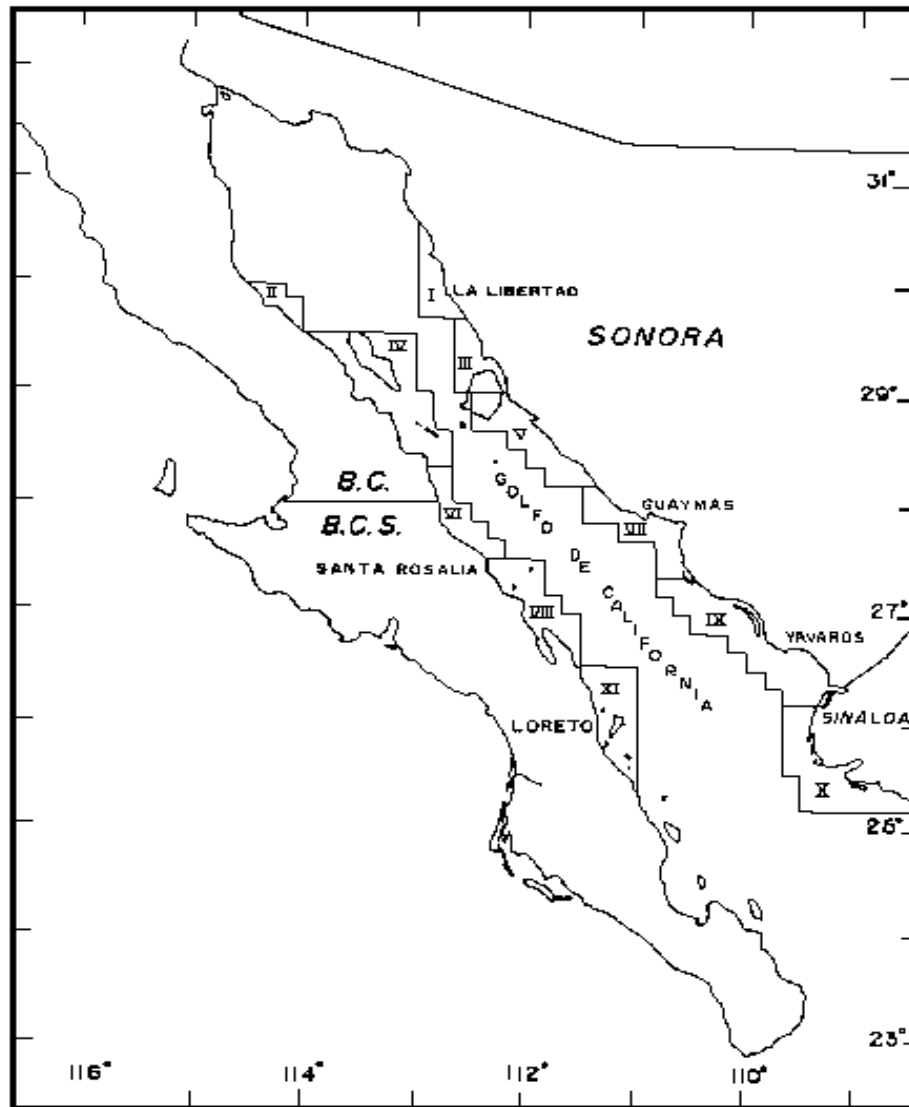 31°
II
I
LA LIBERTAD
SONORA
IV
III
29°
V
B.C.
GOLFO DE CALIFORNIA
GUAYMAS
B.C.S.
VI
VII
SANTA ROSALIA
VIII
IX
27°
YAVAROS
XI
LORETO
SINALOA
X
25°
23°
116°
114°
112°
110°